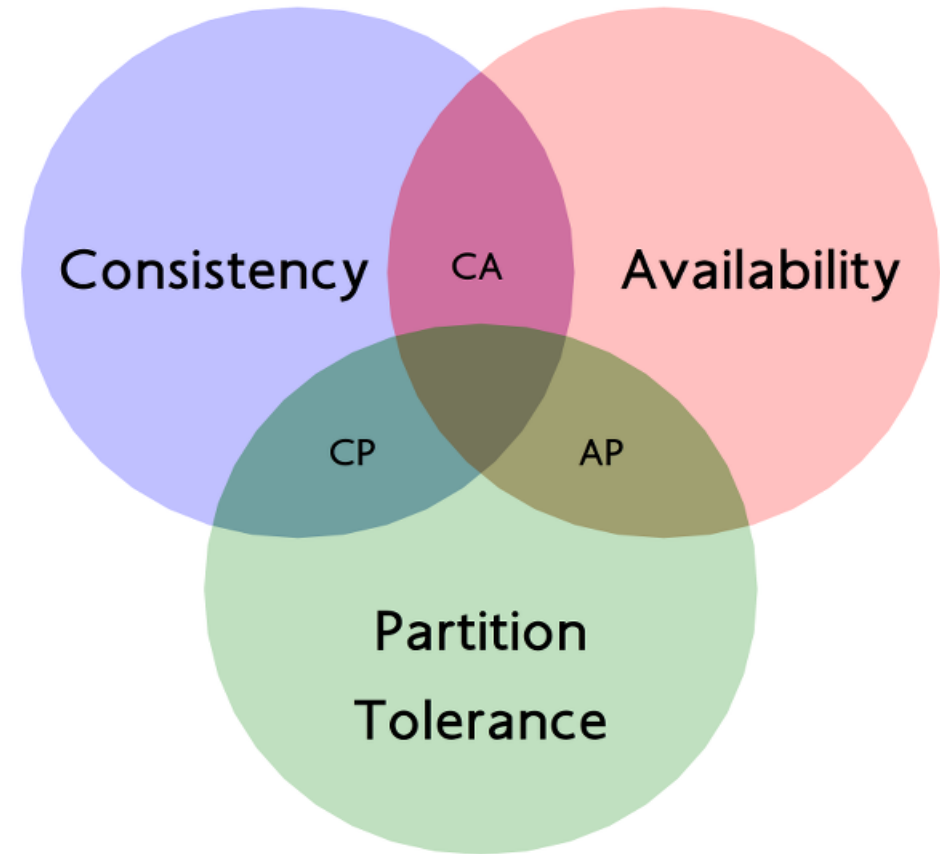 Consistency
CA
Availability
CP
AP
Partition
Tolerance